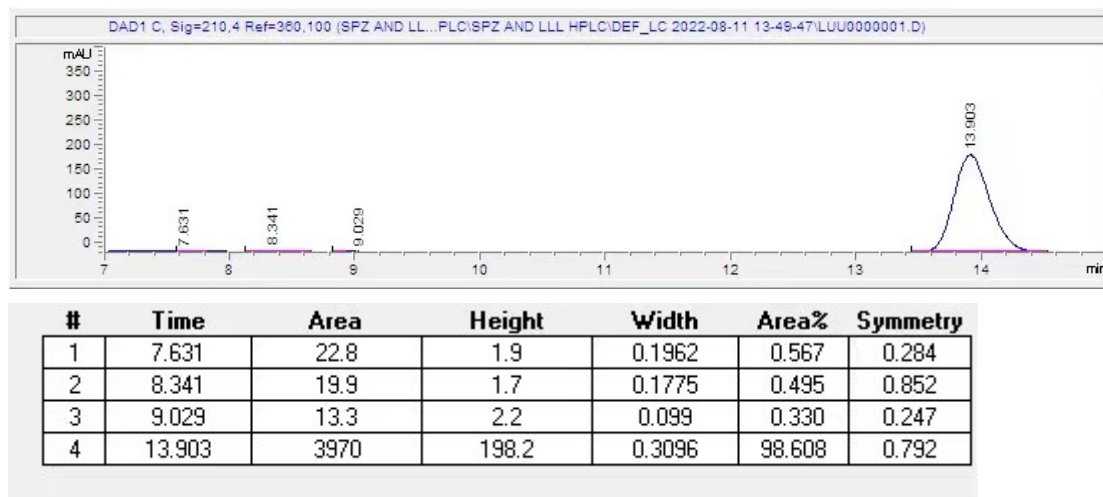 DAD1 C, Sig=210,4 Ref=360,100 (SPZ AND LL...PLC\SPZ AND LLL HPLC\DEF_LC 2022-08-11 13-49-47\LUU0000001.D)
mAU
350
300
250
200
150
100
50
0
7.631
8.341
9.029
13.903
7 8 9 10 11 12 13 14 min
# Time Area Height Width Area% Symmetry
1 7.631 22.8 1.9 0.1962 0.567 0.284
2 8.341 19.9 1.7 0.1775 0.495 0.852
3 9.029 13.3 2.2 0.099 0.330 0.247
4 13.903 3970 198.2 0.3096 98.608 0.792